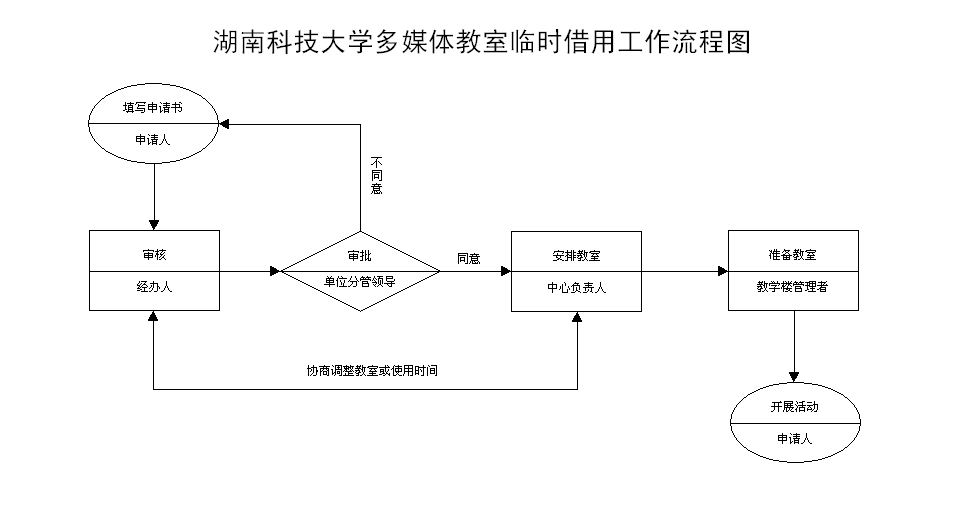 湖南科技大学多媒体教室临时借用工作流程图
填写申请书
申请人
不同意
审核
经办人
审批
单位分管领导
同意
安排教室
中心负责人
准备教室
教学楼管理者
协商调整教室或使用时间
开展活动
申请人